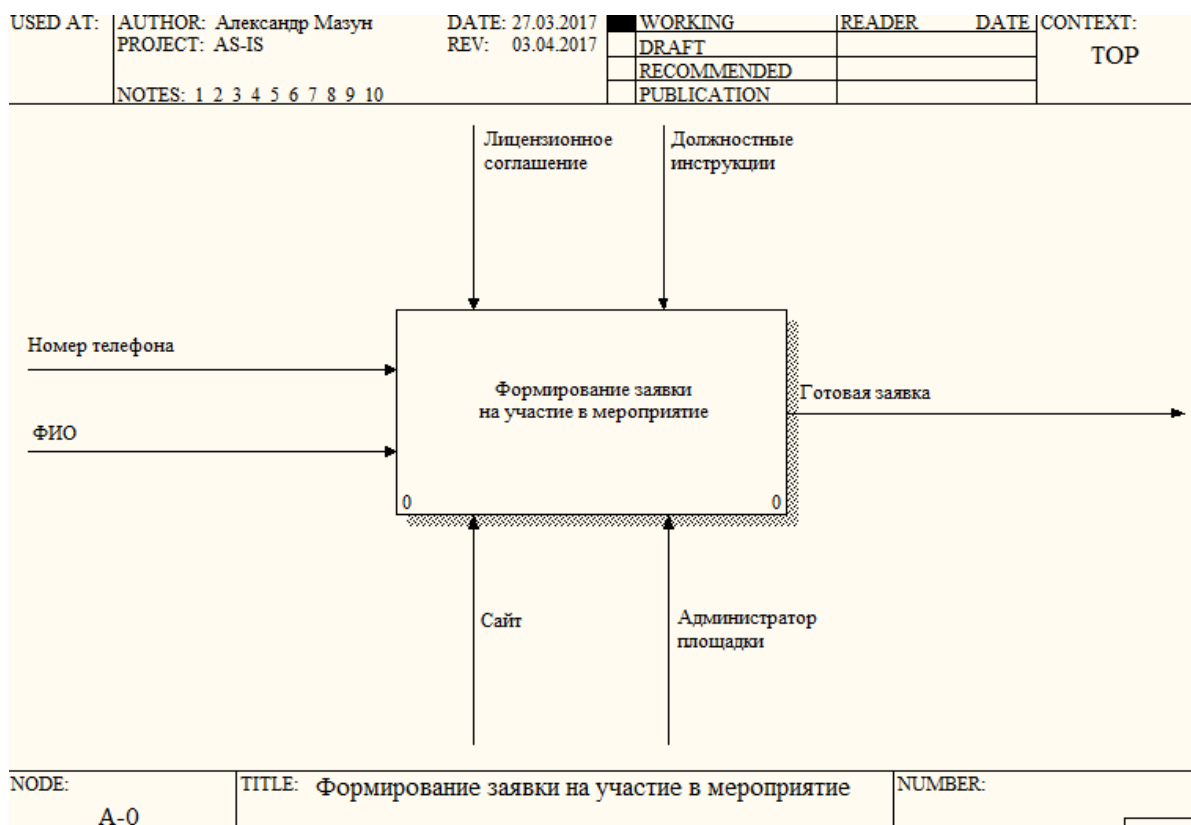 USED AT: AUTHOR: Александр Мазун DATE: 27.03.2017 WORKING READER DATE CONTEXT:
PROJECT: AS-IS REV: 03.04.2017 DRAFT TOP
RECOMMENDED
NOTES: 1 2 3 4 5 6 7 8 9 10 PUBLICATION
Лицензионное
соглашение
Должностные
инструкции
Номер телефона
ФИО
Формирование заявки
на участие в мероприятие
0 0
Готовая заявка
Сайт
Администратор
площадки
NODE: TITLE: Формирование заявки на участие в мероприятие NUMBER:
A-0